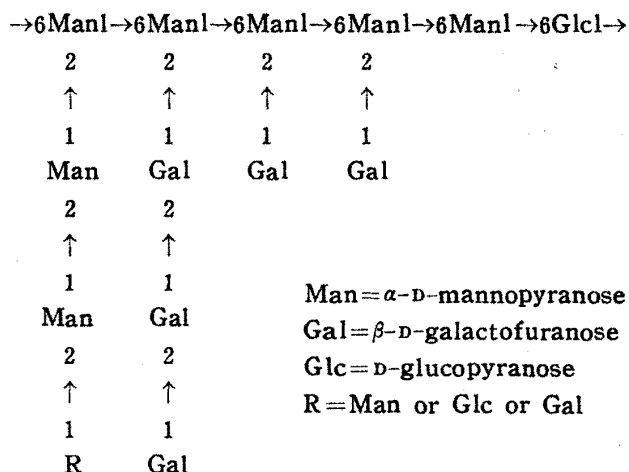 →6Man1→6Man1→6Man1→6Man1→6Man1→6Glc1→
2 2 2 2
↑ ↑ ↑ ↑
1 1 1 1
Man Gal Gal Gal
2 2
↑ ↑
1 1
Man Gal
2 2
↑ ↑
1 1
R Gal
Man=α-D-mannopyranose
Gal=β-D-galactofuranose
Glc=D-glucopyranose
R=Man or Glc or Gal